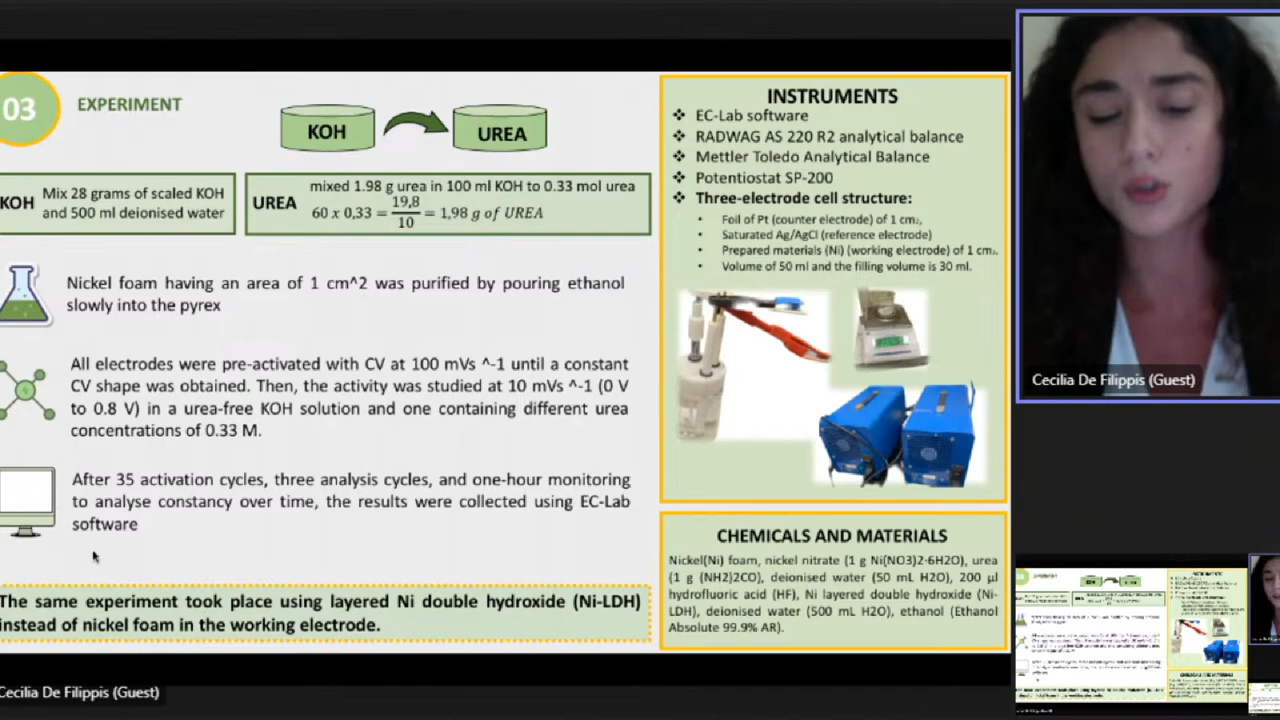 03
EXPERIMENT
KOH
UREA
KOH
Mix 28 grams of scaled KOH
and 500 ml deionised water
UREA
mixed 1.98 g urea in 100 ml KOH to 0.33 mol urea
60 x 0,33 = 19,8/10 = 1,98 g of UREA
Nickel foam having an area of 1 cm^2 was purified by pouring ethanol
slowly into the pyrex
All electrodes were pre-activated with CV at 100 mVs ^-1 until a constant
CV shape was obtained. Then, the activity was studied at 10 mVs ^-1 (0 V
to 0.8 V) in a urea-free KOH solution and one containing different urea
concentrations of 0.33 M.
After 35 activation cycles, three analysis cycles, and one-hour monitoring
to analyse constancy over time, the results were collected using EC-Lab
software
The same experiment took place using layered double hydroxide (Ni-LDH)
instead of nickel foam in the working
INSTRUMENTS
❖ EC-Lab software
❖ RADWAG AS 220 R2 analytical balance
❖ Mettler Toledo Analytical Balance
❖ Potentiostat SP-200
❖ Three-electrode cell structure:
• Foil of Pt (counter electrode) of 1 cm₂,
• Saturated Ag/AgCl (reference electrode)
• Prepared materials (Ni) (working electrode) of 1 cm₂.
• Volume of 50 ml and the filling volume is 30 ml.
CHEMICALS AND MATERIALS
Nickel(Ni) foam, nickel nitrate (1 g Ni(NO3)2·6H2O), urea
(1 g (NH2)2CO), deionised water (50 mL H2O), 200 µl
hydrofluoric acid (HF), Ni layered double hydroxide (Ni-
LDH), deionised water (500 mL H2O), ethanol (Ethanol
Absolute 99.9% AR).
Cecilia De Filippis (Guest)
Cecilia De Filippis (Guest)